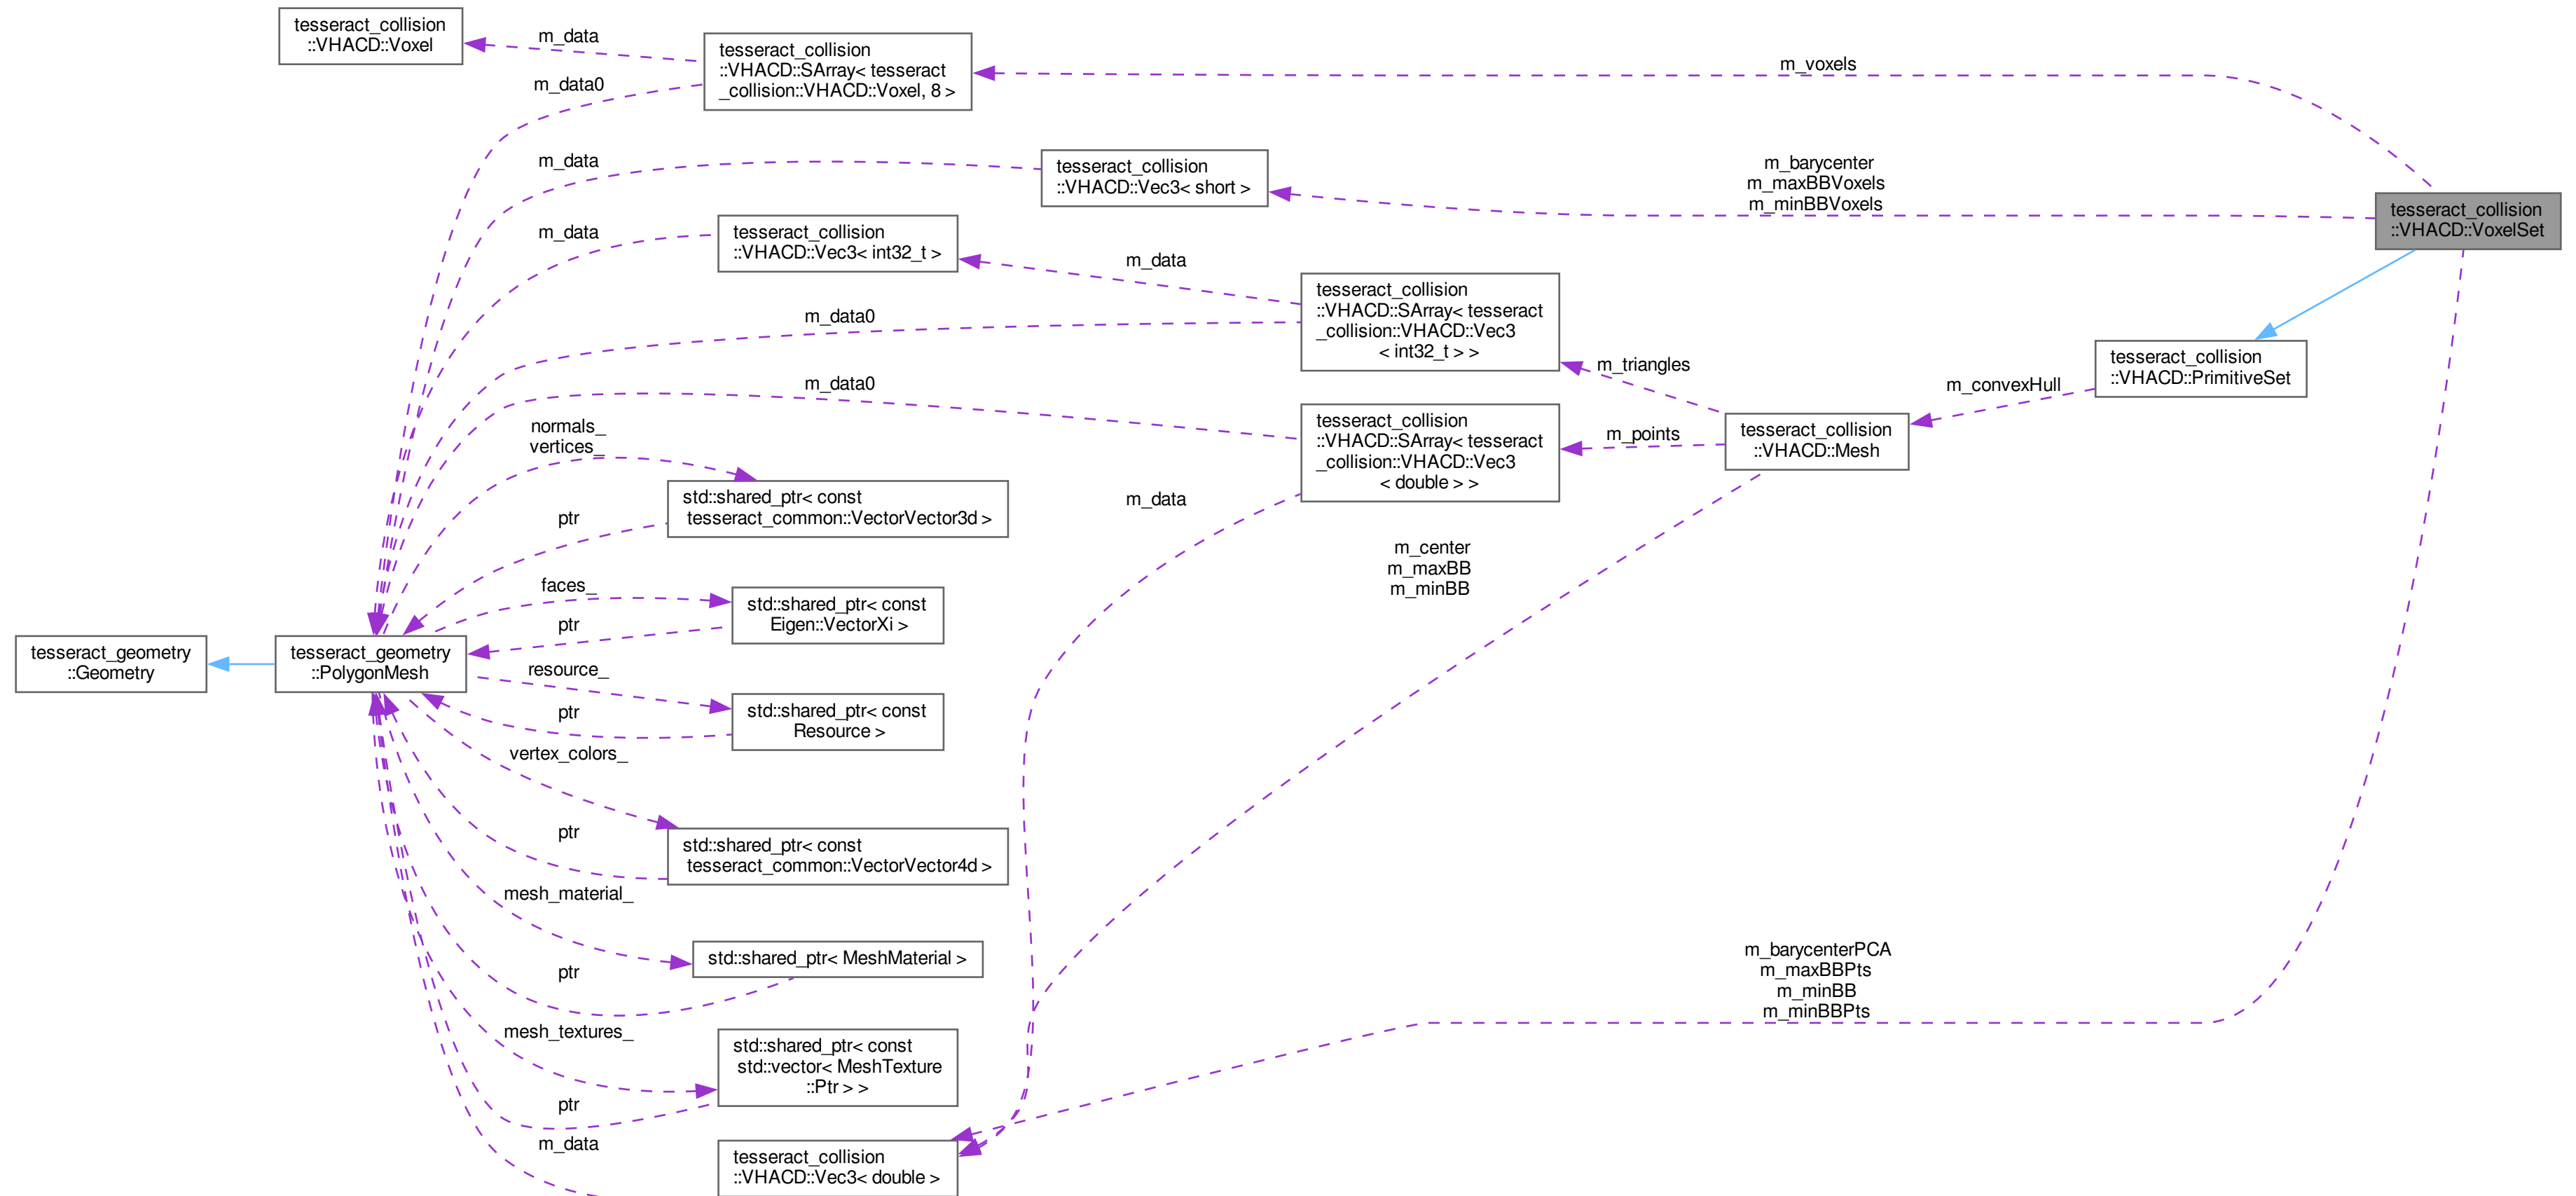 tesseract_collision
::VHACD::Voxel
m_data
tesseract_collision
::VHACD::SArray< tesseract
_collision::VHACD::Voxel, 8 >
m_voxels
m_data0
m_data
tesseract_collision
::VHACD::Vec3< short >
m_barycenter
m_maxBBVoxels
m_minBBVoxels
tesseract_collision
::VHACD::VoxelSet
m_data
tesseract_collision
::VHACD::Vec3< int32_t >
m_data
tesseract_collision
::VHACD::SArray< tesseract
_collision::VHACD::Vec3
< int32_t > >
m_data0
m_triangles
tesseract_collision
::VHACD::PrimitiveSet
m_convexHull
m_data0
tesseract_collision
::VHACD::SArray< tesseract
_collision::VHACD::Vec3
< double > >
m_points
tesseract_collision
::VHACD::Mesh
normals_
vertices_
std::shared_ptr< const
tesseract_common::VectorVector3d >
ptr
m_data
m_center
m_maxBB
m_minBB
faces_
std::shared_ptr< const
Eigen::VectorXi >
ptr
tesseract_geometry
::Geometry
tesseract_geometry
::PolygonMesh
resource_
std::shared_ptr< const
Resource >
ptr
vertex_colors_
std::shared_ptr< const
tesseract_common::VectorVector4d >
ptr
mesh_material_
std::shared_ptr< MeshMaterial >
ptr
m_barycenterPCA
m_maxBBPts
m_minBB
m_minBBPts
mesh_textures_
std::shared_ptr< const
std::vector< MeshTexture
::Ptr > >
ptr
m_data
tesseract_collision
::VHACD::Vec3< double >